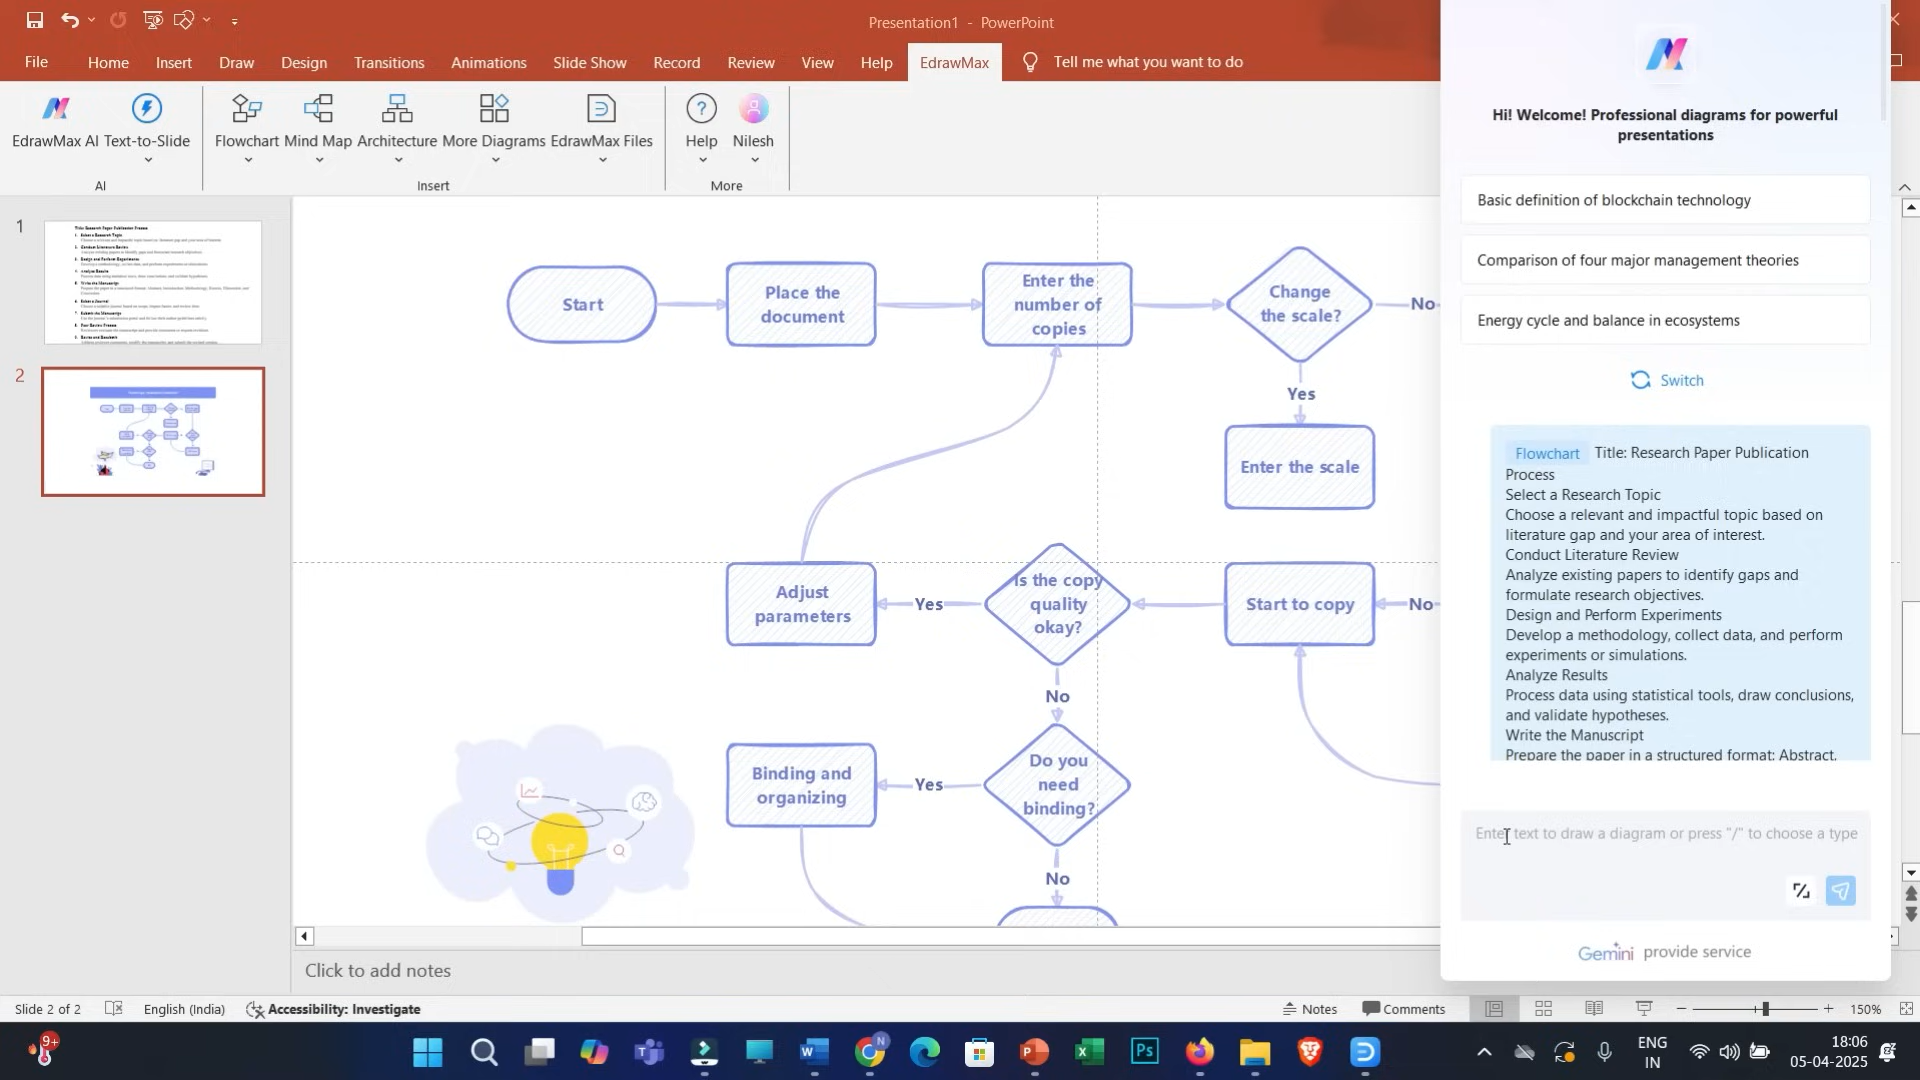 Presentation1 - PowerPoint
File
Home
Insert
Draw
Design
Transitions
Animations
Slide Show
Record
Review
View
Help
EdrawMax
Tell me what you want to do
EdrawMax AI
Text-to-Slide
Flowchart
Mind Map
Architecture
More Diagrams
EdrawMax Files
Help
Nilesh
AI
Insert
More
1
2
Start
Place the
document
Enter the
number of
copies
Change
the scale?
No
Yes
Enter the scale
Adjust
parameters
Yes
Is the copy
quality
okay?
Start to copy
No
No
Binding and
organizing
Yes
Do you
need
binding?
No
Click to add notes
Hi! Welcome! Professional diagrams for powerful
presentations
Basic definition of blockchain technology
Comparison of four major management theories
Energy cycle and balance in ecosystems
Switch
Flowchart Title: Research Paper Publication
Process
Select a Research Topic
Choose a relevant and impactful topic based on
literature gap and your area of interest.
Conduct Literature Review
Analyze existing papers to identify gaps and
formulate research objectives.
Design and Perform Experiments
Develop a methodology, collect data, and perform
experiments or simulations.
Analyze Results
Process data using statistical tools, draw conclusions,
and validate hypotheses.
Write the Manuscript
Prepare the paper in a structured format: Abstract,
Enter text to draw a diagram or press "/" to choose a type
Gemini provide service
Slide 2 of 2
English (India)
Accessibility: Investigate
Notes
Comments
150%
9+
N
Ps
ENG
IN
18:06
05-04-2025